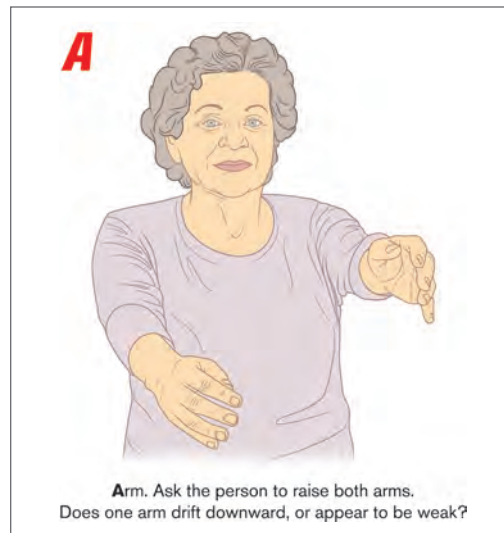 A
Arm. Ask the person to raise both arms.
Does one arm drift downward, or appear to be weak?